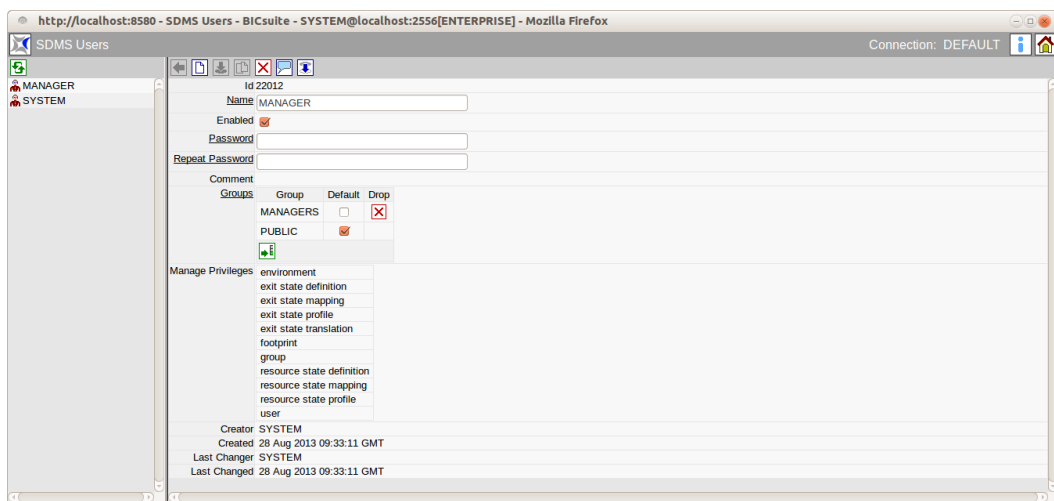 http://localhost:8580 - SDMS Users - BICsuite - SYSTEM@localhost:2556[ENTERPRISE] - Mozilla Firefox
SDMS Users
Connection: DEFAULT
MANAGER
SYSTEM
Id 22012
Name MANAGER
Enabled
Password
Repeat Password
Comment
Groups Group Default Drop
MANAGERS
PUBLIC
Manage Privileges environment
exit state definition
exit state mapping
exit state profile
exit state translation
footprint
group
resource state definition
resource state mapping
resource state profile
user
Creator SYSTEM
Created 28 Aug 2013 09:33:11 GMT
Last Changer SYSTEM
Last Changed 28 Aug 2013 09:33:11 GMT